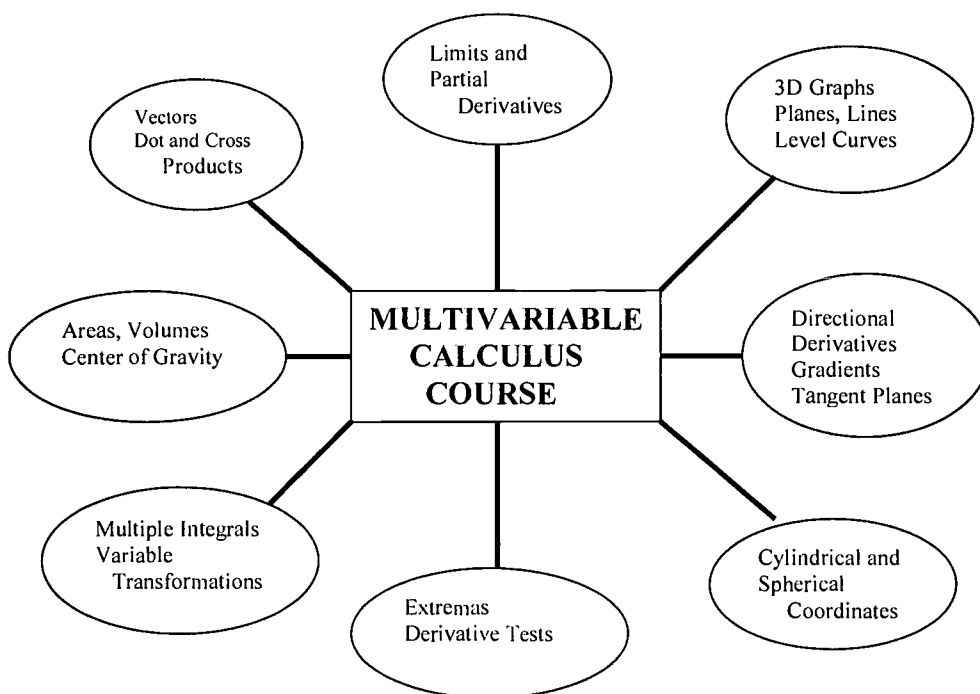 Limits and
Partial
Derivatives
3D Graphs
Planes, Lines
Level Curves
Vectors
Dot and Cross
Products
MULTIVARIABLE
CALCULUS
COURSE
Areas, Volumes
Center of Gravity
Directional
Derivatives
Gradients
Tangent Planes
Multiple Integrals
Variable
Transformations
Extremas
Derivative Tests
Cylindrical and
Spherical
Coordinates